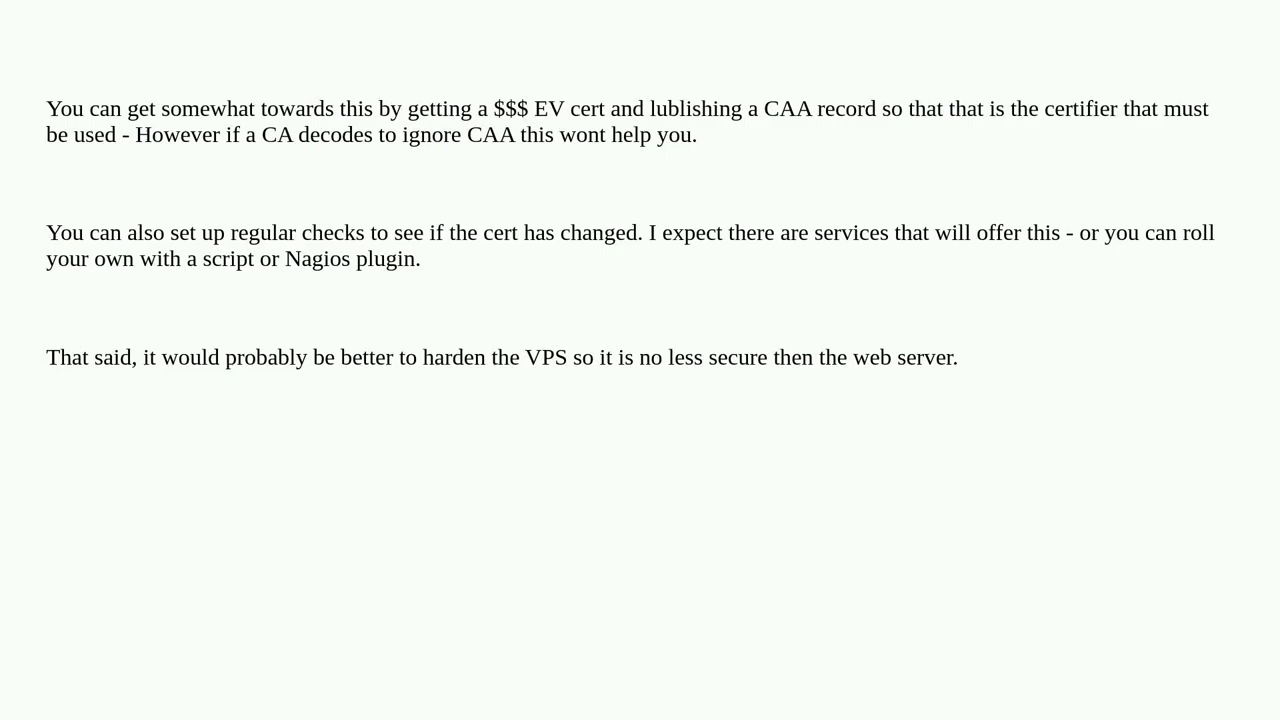 You can get somewhat towards this by getting a $$$ EV cert and lublishing a CAA record so that that is the certifier that must
be used - However if a CA decodes to ignore CAA this wont help you.
You can also set up regular checks to see if the cert has changed. I expect there are services that will offer this - or you can roll
your own with a script or Nagios plugin.
That said, it would probably be better to harden the VPS so it is no less secure then the web server.